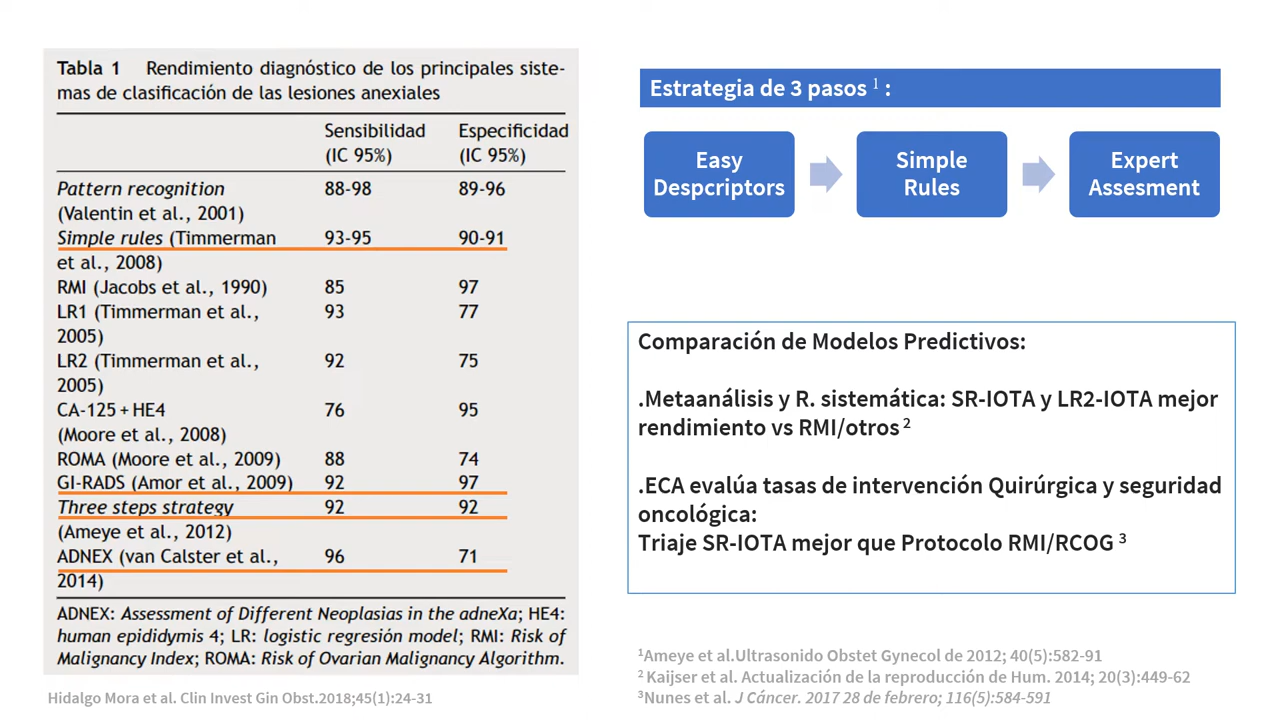 Tabla 1 Rendimiento diagnóstico de los principales siste-
mas de clasificación de las lesiones anexiales
Sensibilidad Especificidad
(IC 95%) (IC 95%)
Pattern recognition 88-98 89-96
(Valentin et al., 2001)
Simple rules (Timmerman 93-95 90-91
et al., 2008)
RMI (Jacobs et al., 1990) 85 97
LR1 (Timmerman et al., 93 77
2005)
LR2 (Timmerman et al., 92 75
2005)
CA-125 + HE4 76 95
(Moore et al., 2008)
ROMA (Moore et al., 2009) 88 74
GI-RADS (Amor et al., 2009) 92 97
Three steps strategy 92 92
(Ameye et al., 2012)
ADNEX (van Calster et al., 96 71
2014)
ADNEX: Assessment of Different Neoplasias in the adneXa; HE4:
human epididymis 4; LR: logistic regresión model; RMI: Risk of
Malignancy Index; ROMA: Risk of Ovarian Malignancy Algorithm.
Hidalgo Mora et al. Clin Invest Gin Obst.2018;45(1):24-31
Estrategia de 3 pasos ¹ :
Easy
Despcriptors
Simple
Rules
Expert
Assesment
Comparación de Modelos Predictivos:
.Metaanálisis y R. sistemática: SR-IOTA y LR2-IOTA mejor
rendimiento vs RMI/otros ²
.ECA evalúa tasas de intervención Quirúrgica y seguridad
oncológica:
Triaje SR-IOTA mejor que Protocolo RMI/RCOG ³
¹Ameye et al.Ultrasonido Obstet Gynecol de 2012; 40(5):582-91
² Kaijser et al. Actualización de la reproducción de Hum. 2014; 20(3):449-62
³Nunes et al. J Cáncer. 2017 28 de febrero; 116(5):584-591